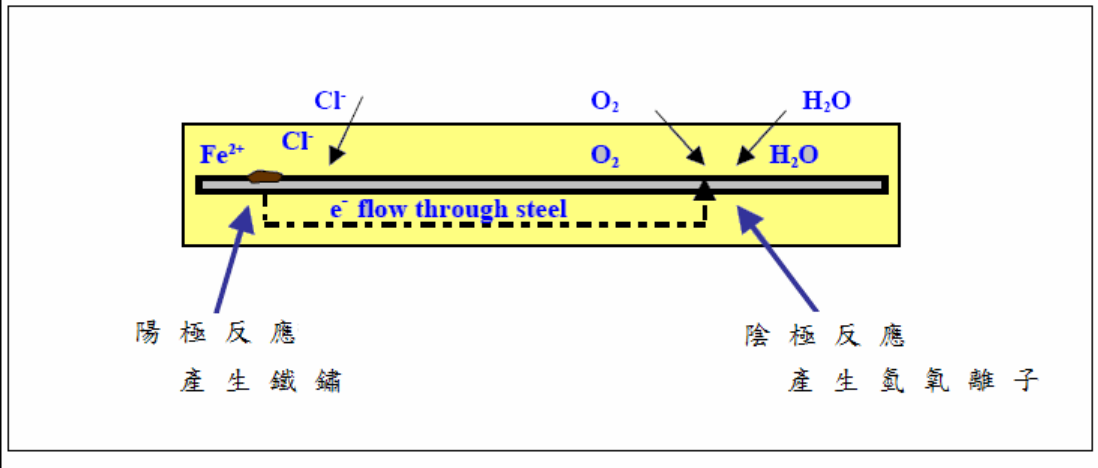 Cl⁻ O₂ H₂O
Cl⁻
Fe²⁺ O₂ H₂O
e⁻ flow through steel
陽極反應
產生鐵鏽
陰極反應
產生氫氧離子